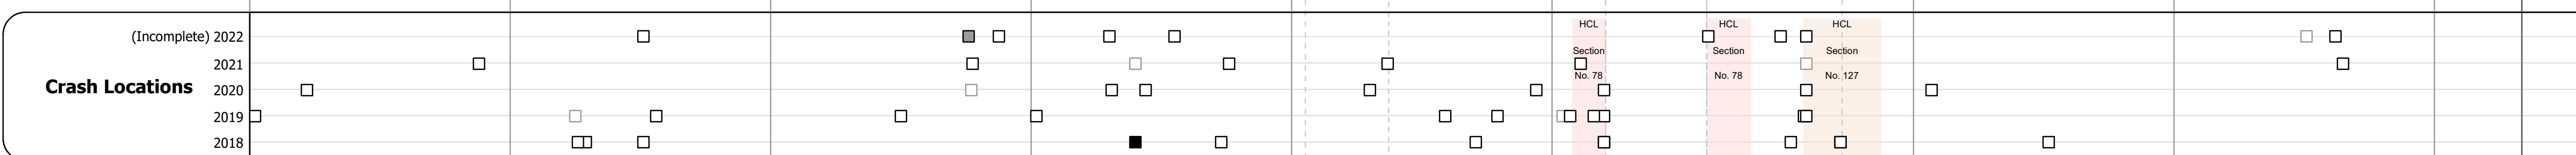 HCL HCL HCL
(Incomplete) 2022
Section Section Section
2021
No. 78 No. 78 No. 127
Crash Locations
2020
2019
2018